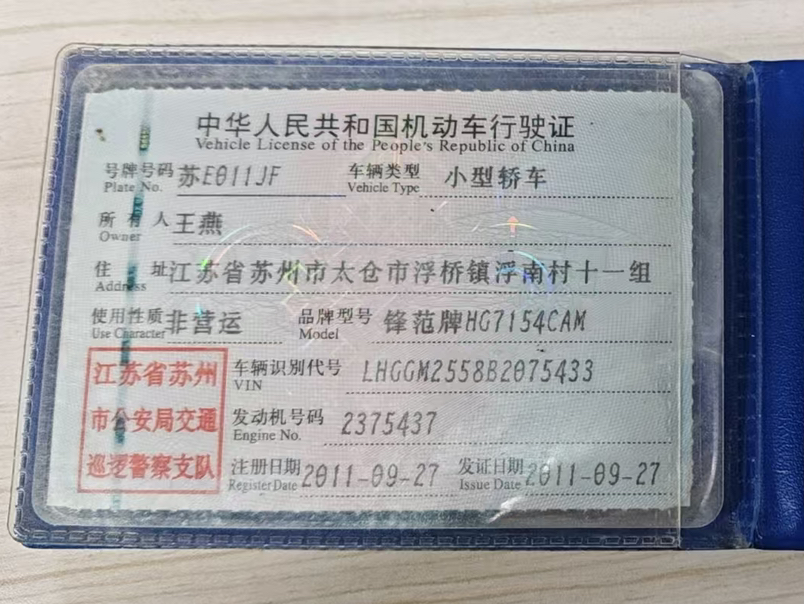 中华人民共和国机动车行驶证
Vehicle License of the People's Republic of China
号牌号码 苏E011JF 车辆类型 小型轿车
Plate No. Vehicle Type
所有人 王燕
Owner
住址 江苏省苏州市太仓市浮桥镇浮南村十一组
Address
使用性质 非营运 品牌型号 锋范牌HG7154CAM
Use Character Model
江苏省苏州
市公安局交通
巡逻警察支队
车辆识别代号 LHGGM2558B2075433
VIN
发动机号码 2375437
Engine No.
注册日期 2011-09-27 发证日期 2011-09-27
Register Date Issue Date